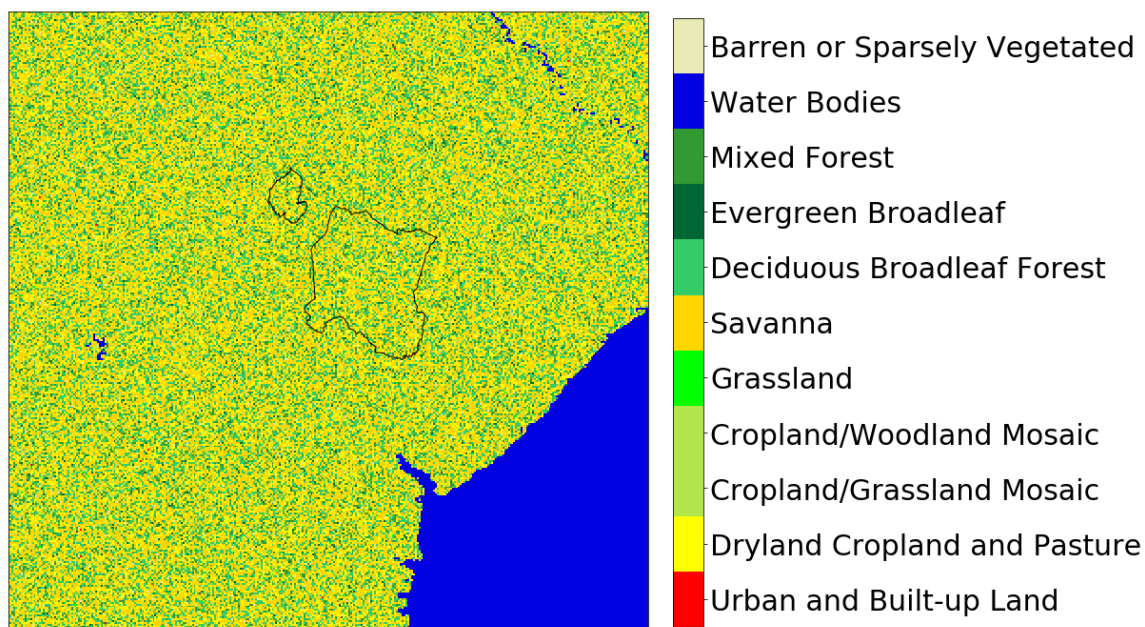 Barren or Sparsely Vegetated
Water Bodies
Mixed Forest
Evergreen Broadleaf
Deciduous Broadleaf Forest
Savanna
Grassland
Cropland/Woodland Mosaic
Cropland/Grassland Mosaic
Dryland Cropland and Pasture
Urban and Built-up Land